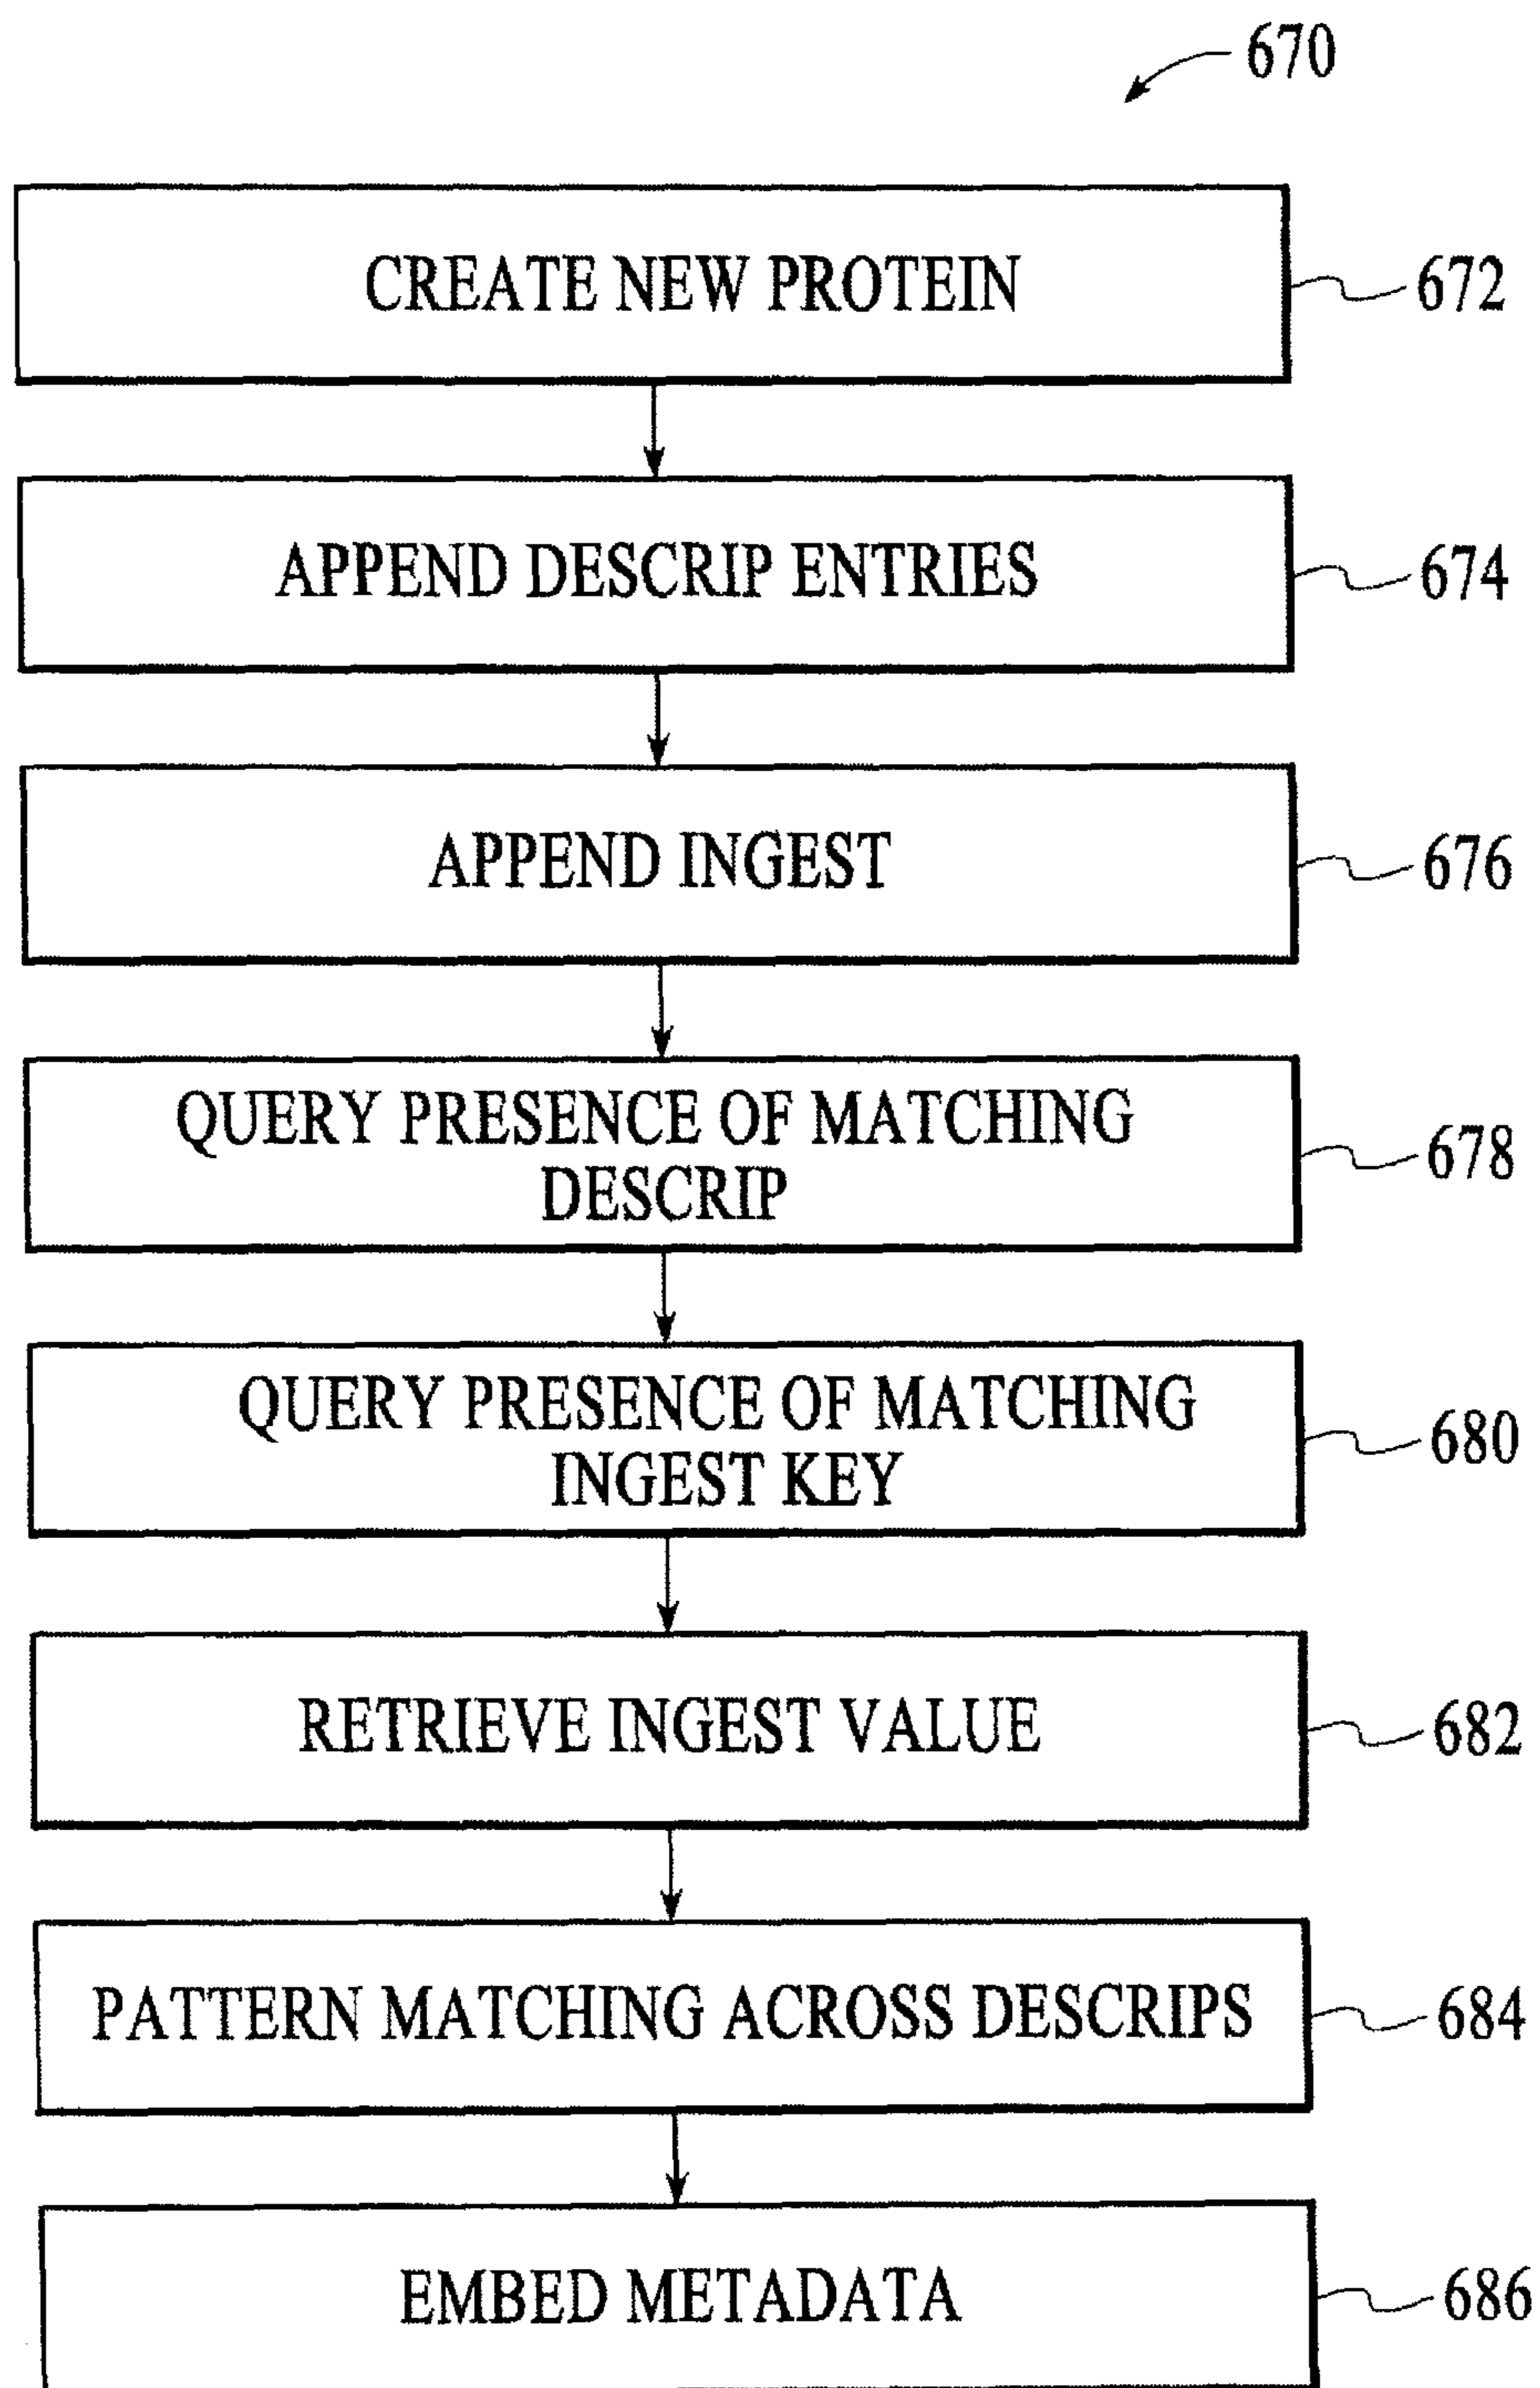 670
CREATE NEW PROTEIN
672
APPEND DESCRIP ENTRIES
674
APPEND INGEST
676
QUERY PRESENCE OF MATCHING
DESCRIP
678
QUERY PRESENCE OF MATCHING
INGEST KEY
680
RETRIEVE INGEST VALUE
682
PATTERN MATCHING ACROSS DESCRIPS
684
EMBED METADATA
686